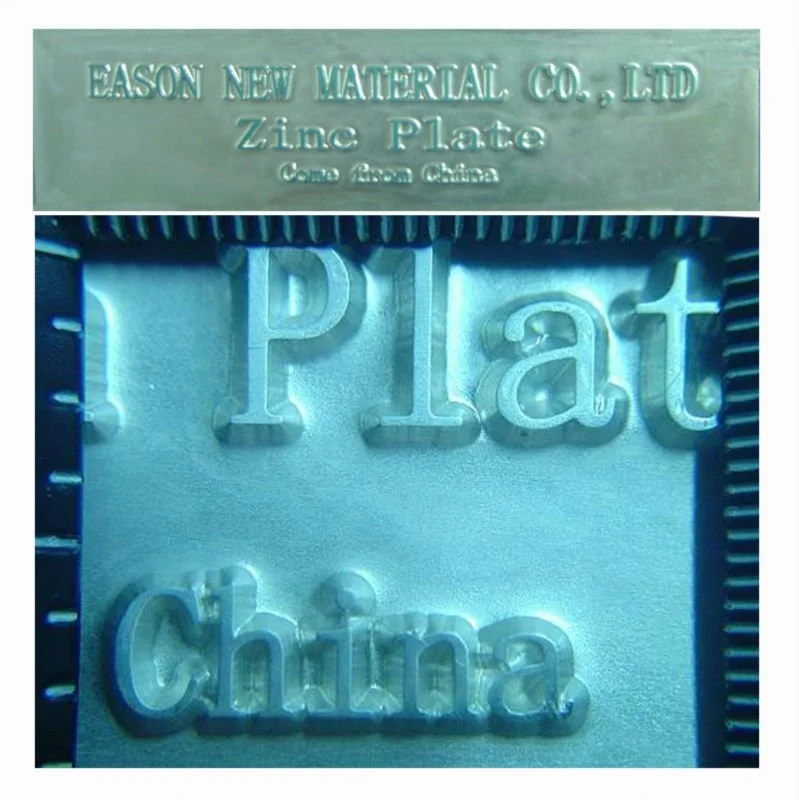 EASON NEW MATERIAL CO.,LTD
Zinc Plate
Come from China
Plat
China